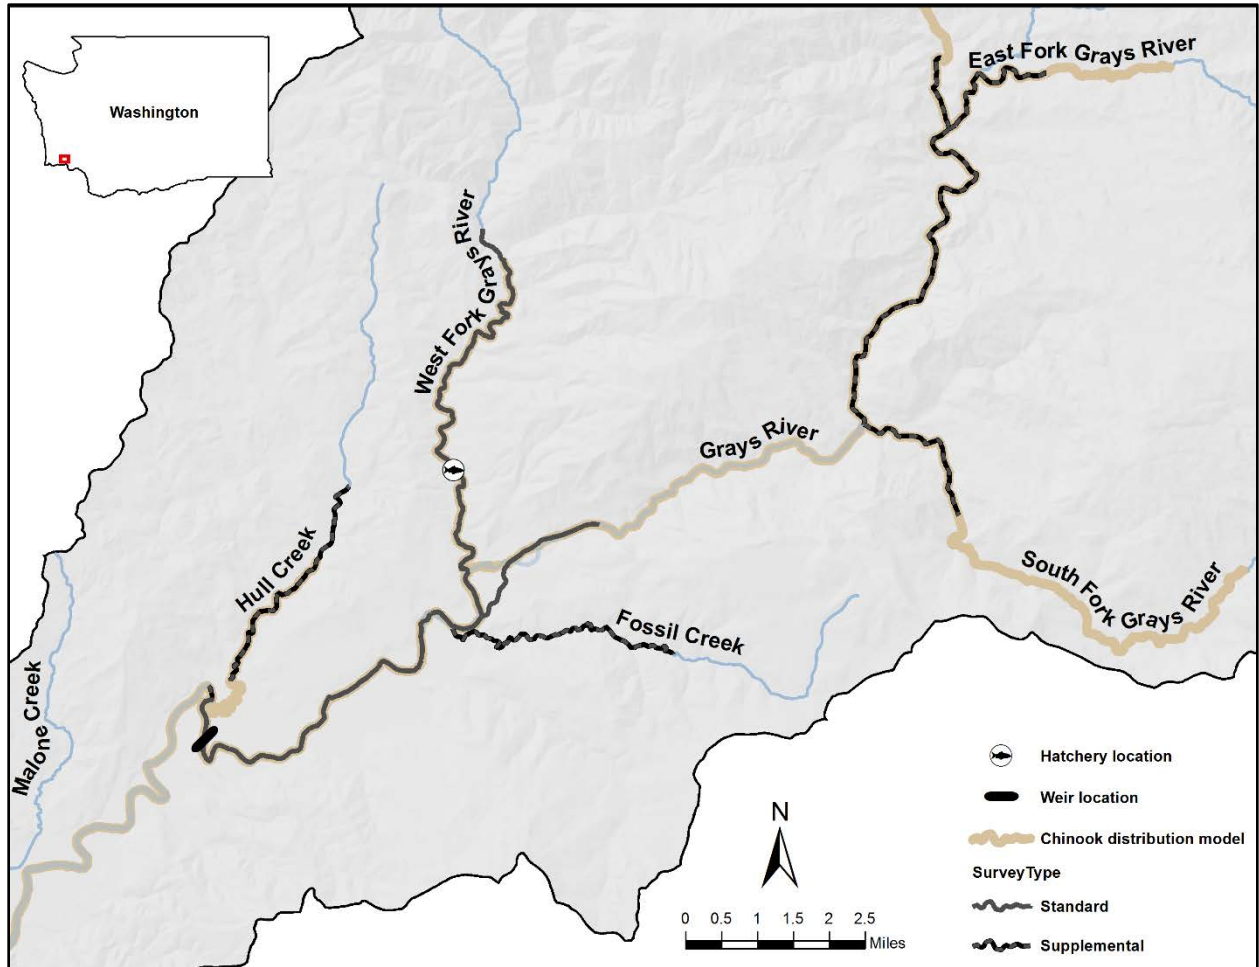 East Fork Grays River
Washington
West Fork Grays River
Grays River
Hull Creek
South Fork Grays River
Fossil Creek
Malone Creek
Hatchery location
Weir location
Chinook distribution model
SurveyType
Standard
Supplemental
N
0 0.5 1 1.5 2 2.5
Miles